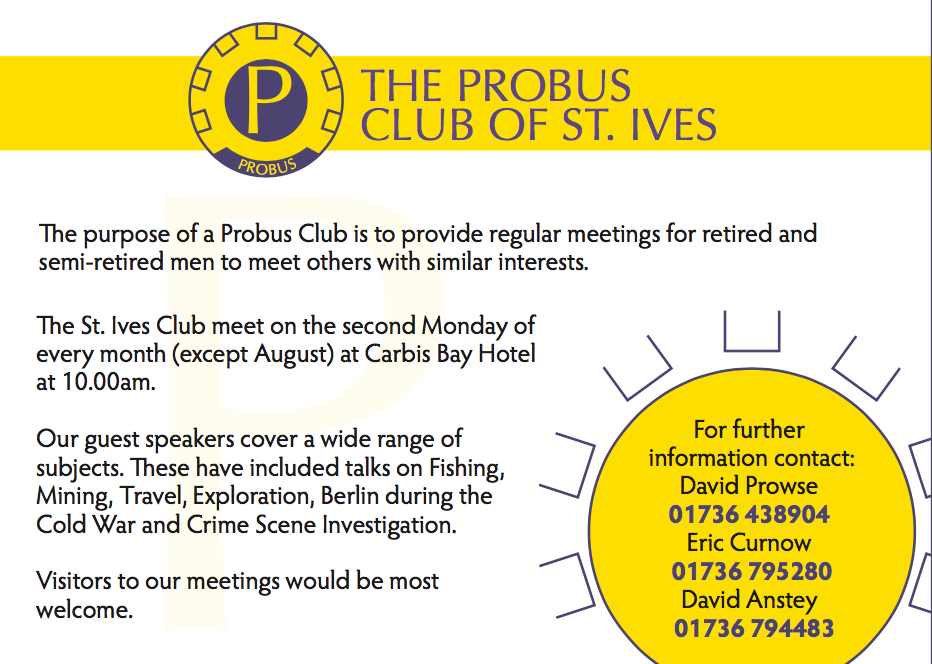 P
PROBUS
THE PROBUS
CLUB OF ST. IVES
The purpose of a Probus Club is to provide regular meetings for retired and
semi-retired men to meet others with similar interests.
The St. Ives Club meet on the second Monday of
every month (except August) at Carbis Bay Hotel
at 10.00am.
Our guest speakers cover a wide range of
subjects. These have included talks on Fishing,
Mining, Travel, Exploration, Berlin during the
Cold War and Crime Scene Investigation.
Visitors to our meetings would be most
welcome.
For further
information contact:
David Prowse
01736 438904
Eric Curnow
01736 795280
David Anstey
01736 794483